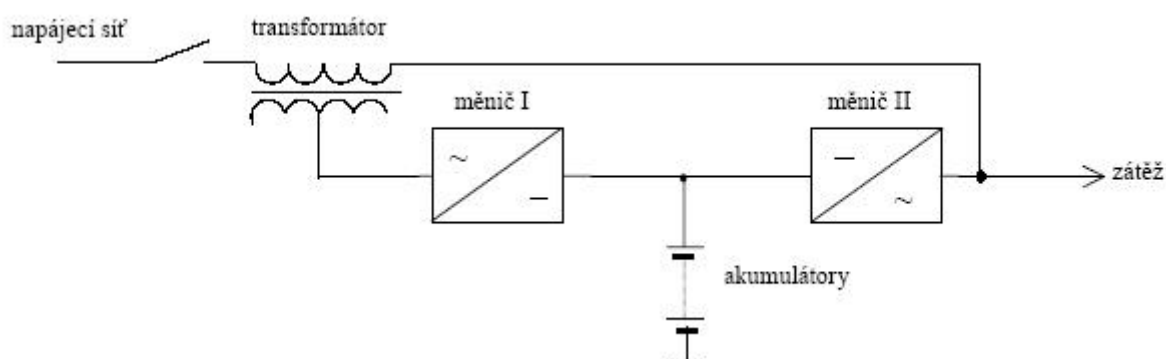 napájecí síť
transformátor
měnič I
měnič II
~
−
−
~
zátěž
akumulátory